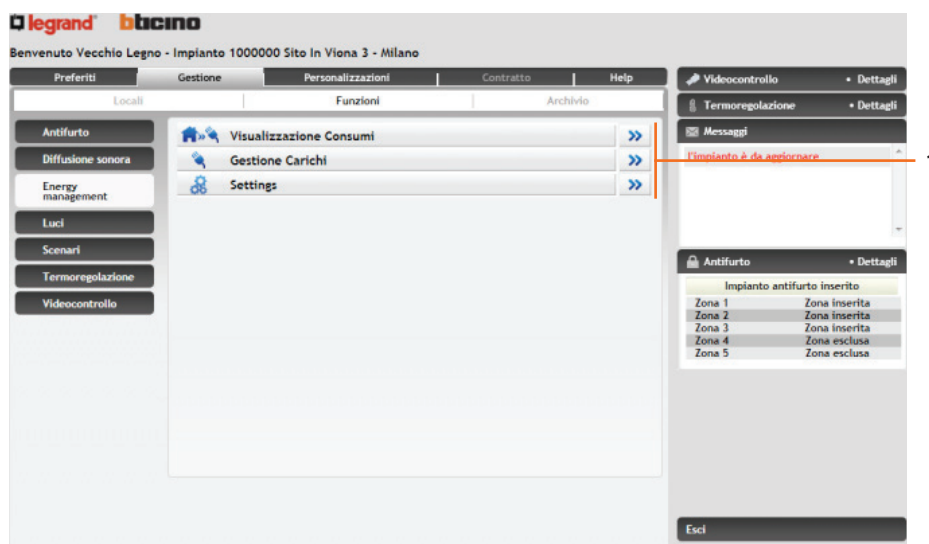 legrand bticino
Benvenuto Vecchio Legno - Impianto 1000000 Sito In Viona 3 - Milano
Preferiti Gestione Personalizzazioni Contratto Help
Locali Funzioni Archivio
Antifurto
Diffusione sonora
Energy
management
Luci
Scenari
Termoregolazione
Videocontrollo
Visualizzazione Consumi
Gestione Carichi
Settings
Videocontrollo • Dettagli
Termoregolazione • Dettagli
Messaggi
l'impianto è da aggiornare
Antifurto • Dettagli
Impianto antifurto inserito
Zona 1 Zona inserita
Zona 2 Zona inserita
Zona 3 Zona inserita
Zona 4 Zona esclusa
Zona 5 Zona esclusa
Esci